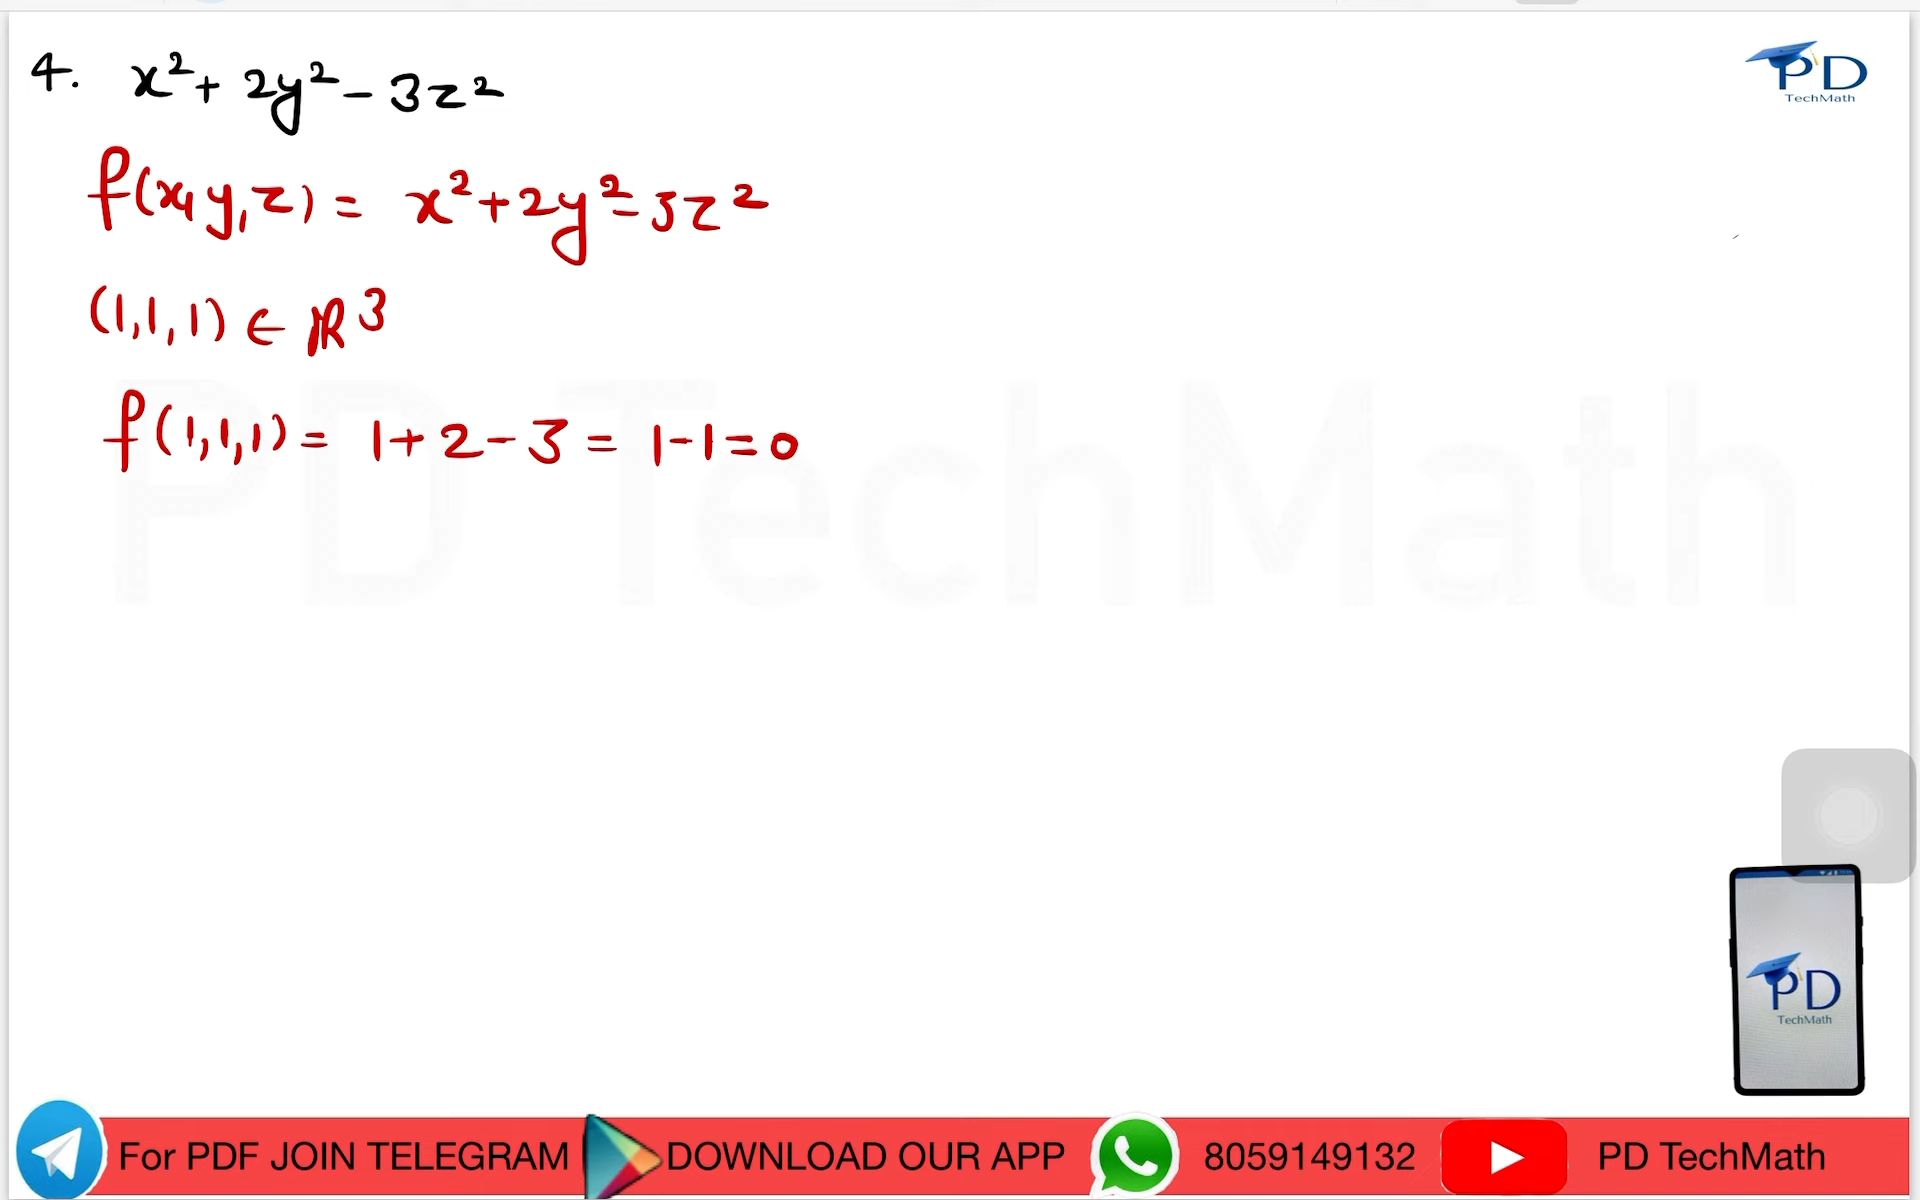 4. x² + 2y² - 3z²
PD
TechMath
f(x, y, z) = x² + 2y² - 3z²
(1, 1, 1) ∈ ℝ³
f(1, 1, 1) = 1 + 2 - 3 = 1 - 1 = 0
PD TechMath
PD
TechMath
For PDF JOIN TELEGRAM DOWNLOAD OUR APP 8059149132 PD TechMath